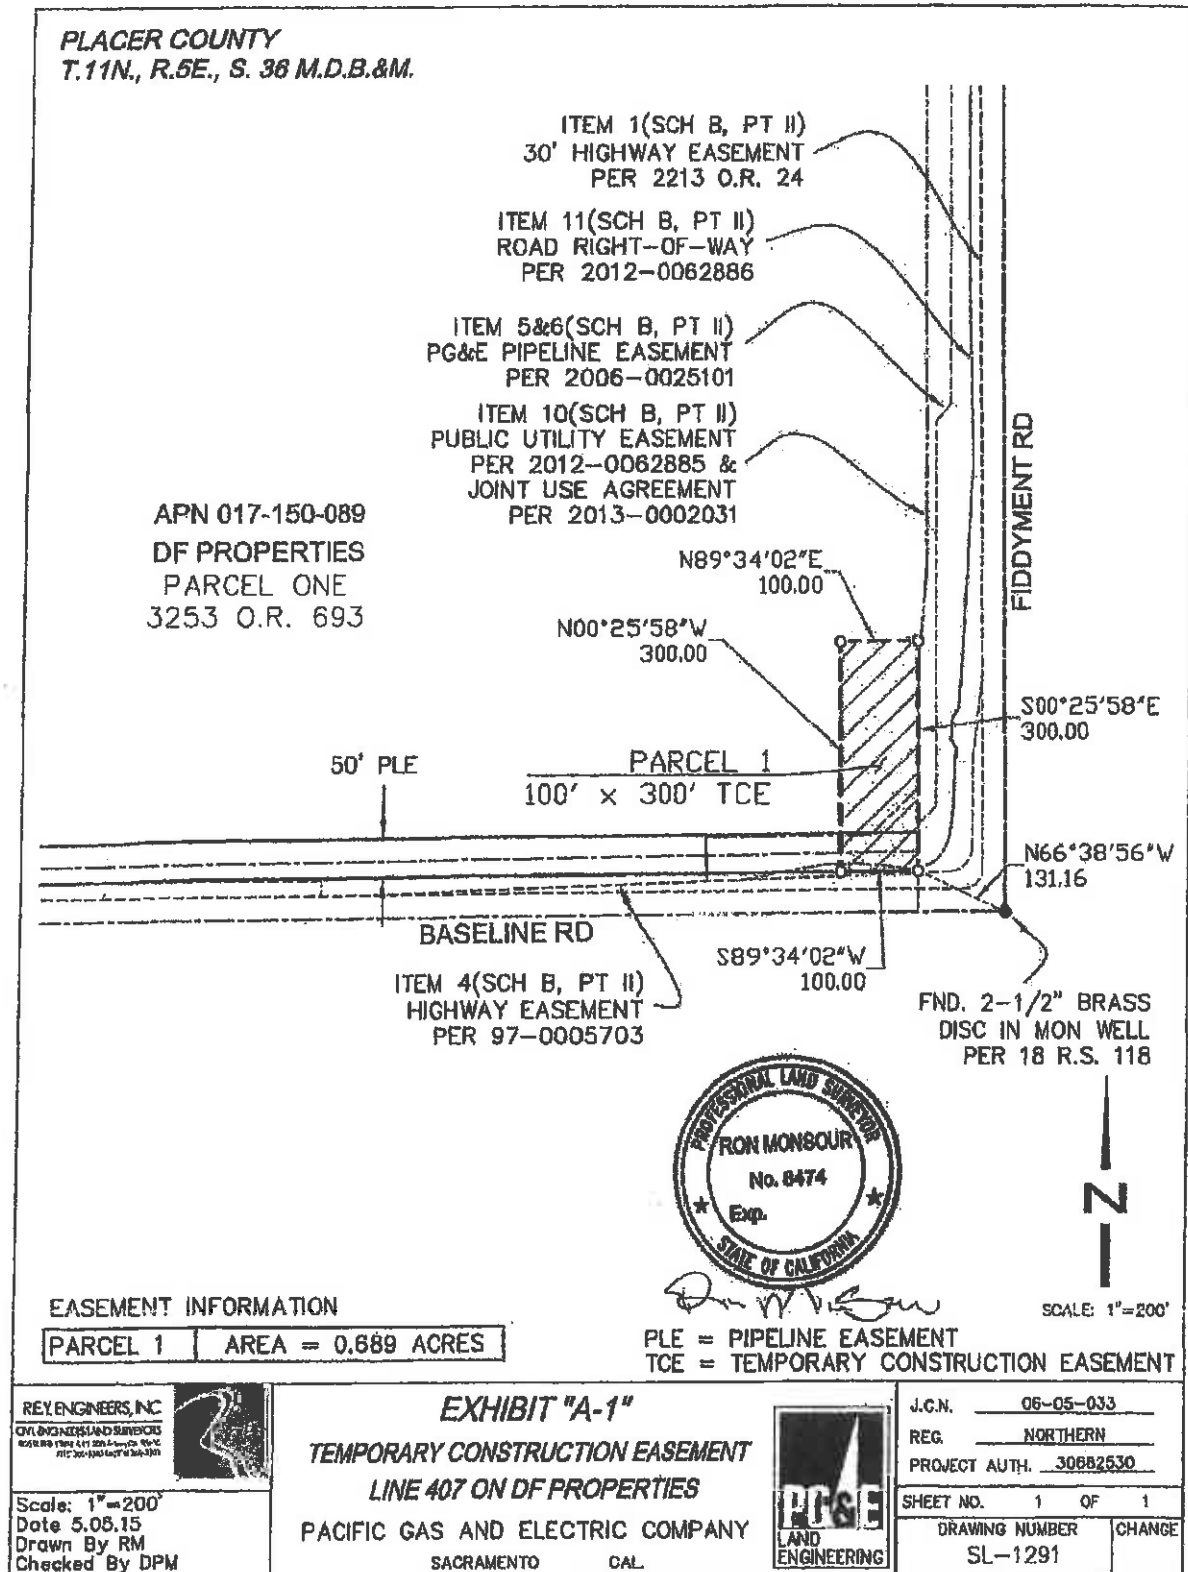 PLACER COUNTY
T.11N., R.5E., S. 36 M.D.B.&M.
ITEM 1(SCH B, PT II)
30' HIGHWAY EASEMENT
PER 2213 O.R. 24
ITEM 11(SCH B, PT II)
ROAD RIGHT-OF-WAY
PER 2012-0062886
ITEM 5&6(SCH B, PT II)
PG&E PIPELINE EASEMENT
PER 2006-0025101
ITEM 10(SCH B, PT II)
PUBLIC UTILITY EASEMENT
PER 2012-0062885 &
JOINT USE AGREEMENT
PER 2013-0002031
FIDDYMENT RD
APN 017-150-089
DF PROPERTIES
PARCEL ONE
3253 O.R. 693
N89°34'02"E
100.00
N00°25'58"W
300.00
S00°25'58"E
300.00
50' PLE
PARCEL 1
100' × 300' TCE
N66°38'56"W
131.16
BASELINE RD
S89°34'02"W
100.00
ITEM 4(SCH B, PT II)
HIGHWAY EASEMENT
PER 97-0005703
FND. 2-1/2" BRASS
DISC IN MON WELL
PER 18 R.S. 118
PROFESSIONAL LAND SURVEYOR
RON MONSOUR
No. 8474
Exp.
STATE OF CALIFORNIA
N
SCALE: 1"=200'
EASEMENT INFORMATION
PARCEL 1 AREA = 0.689 ACRES
PLE = PIPELINE EASEMENT
TCE = TEMPORARY CONSTRUCTION EASEMENT
REY ENGINEERS, INC
CIVIL ENGINEERS AND SURVEYORS
Scale: 1"=200'
Date 5.08.15
Drawn By RM
Checked By DPM
EXHIBIT "A-1"
TEMPORARY CONSTRUCTION EASEMENT
LINE 407 ON DF PROPERTIES
PACIFIC GAS AND ELECTRIC COMPANY
SACRAMENTO CAL.
PG&E
LAND
ENGINEERING
J.C.N. 06-05-033
REG. NORTHERN
PROJECT AUTH. 30682530
SHEET NO. 1 OF 1
DRAWING NUMBER CHANGE
SL-1291